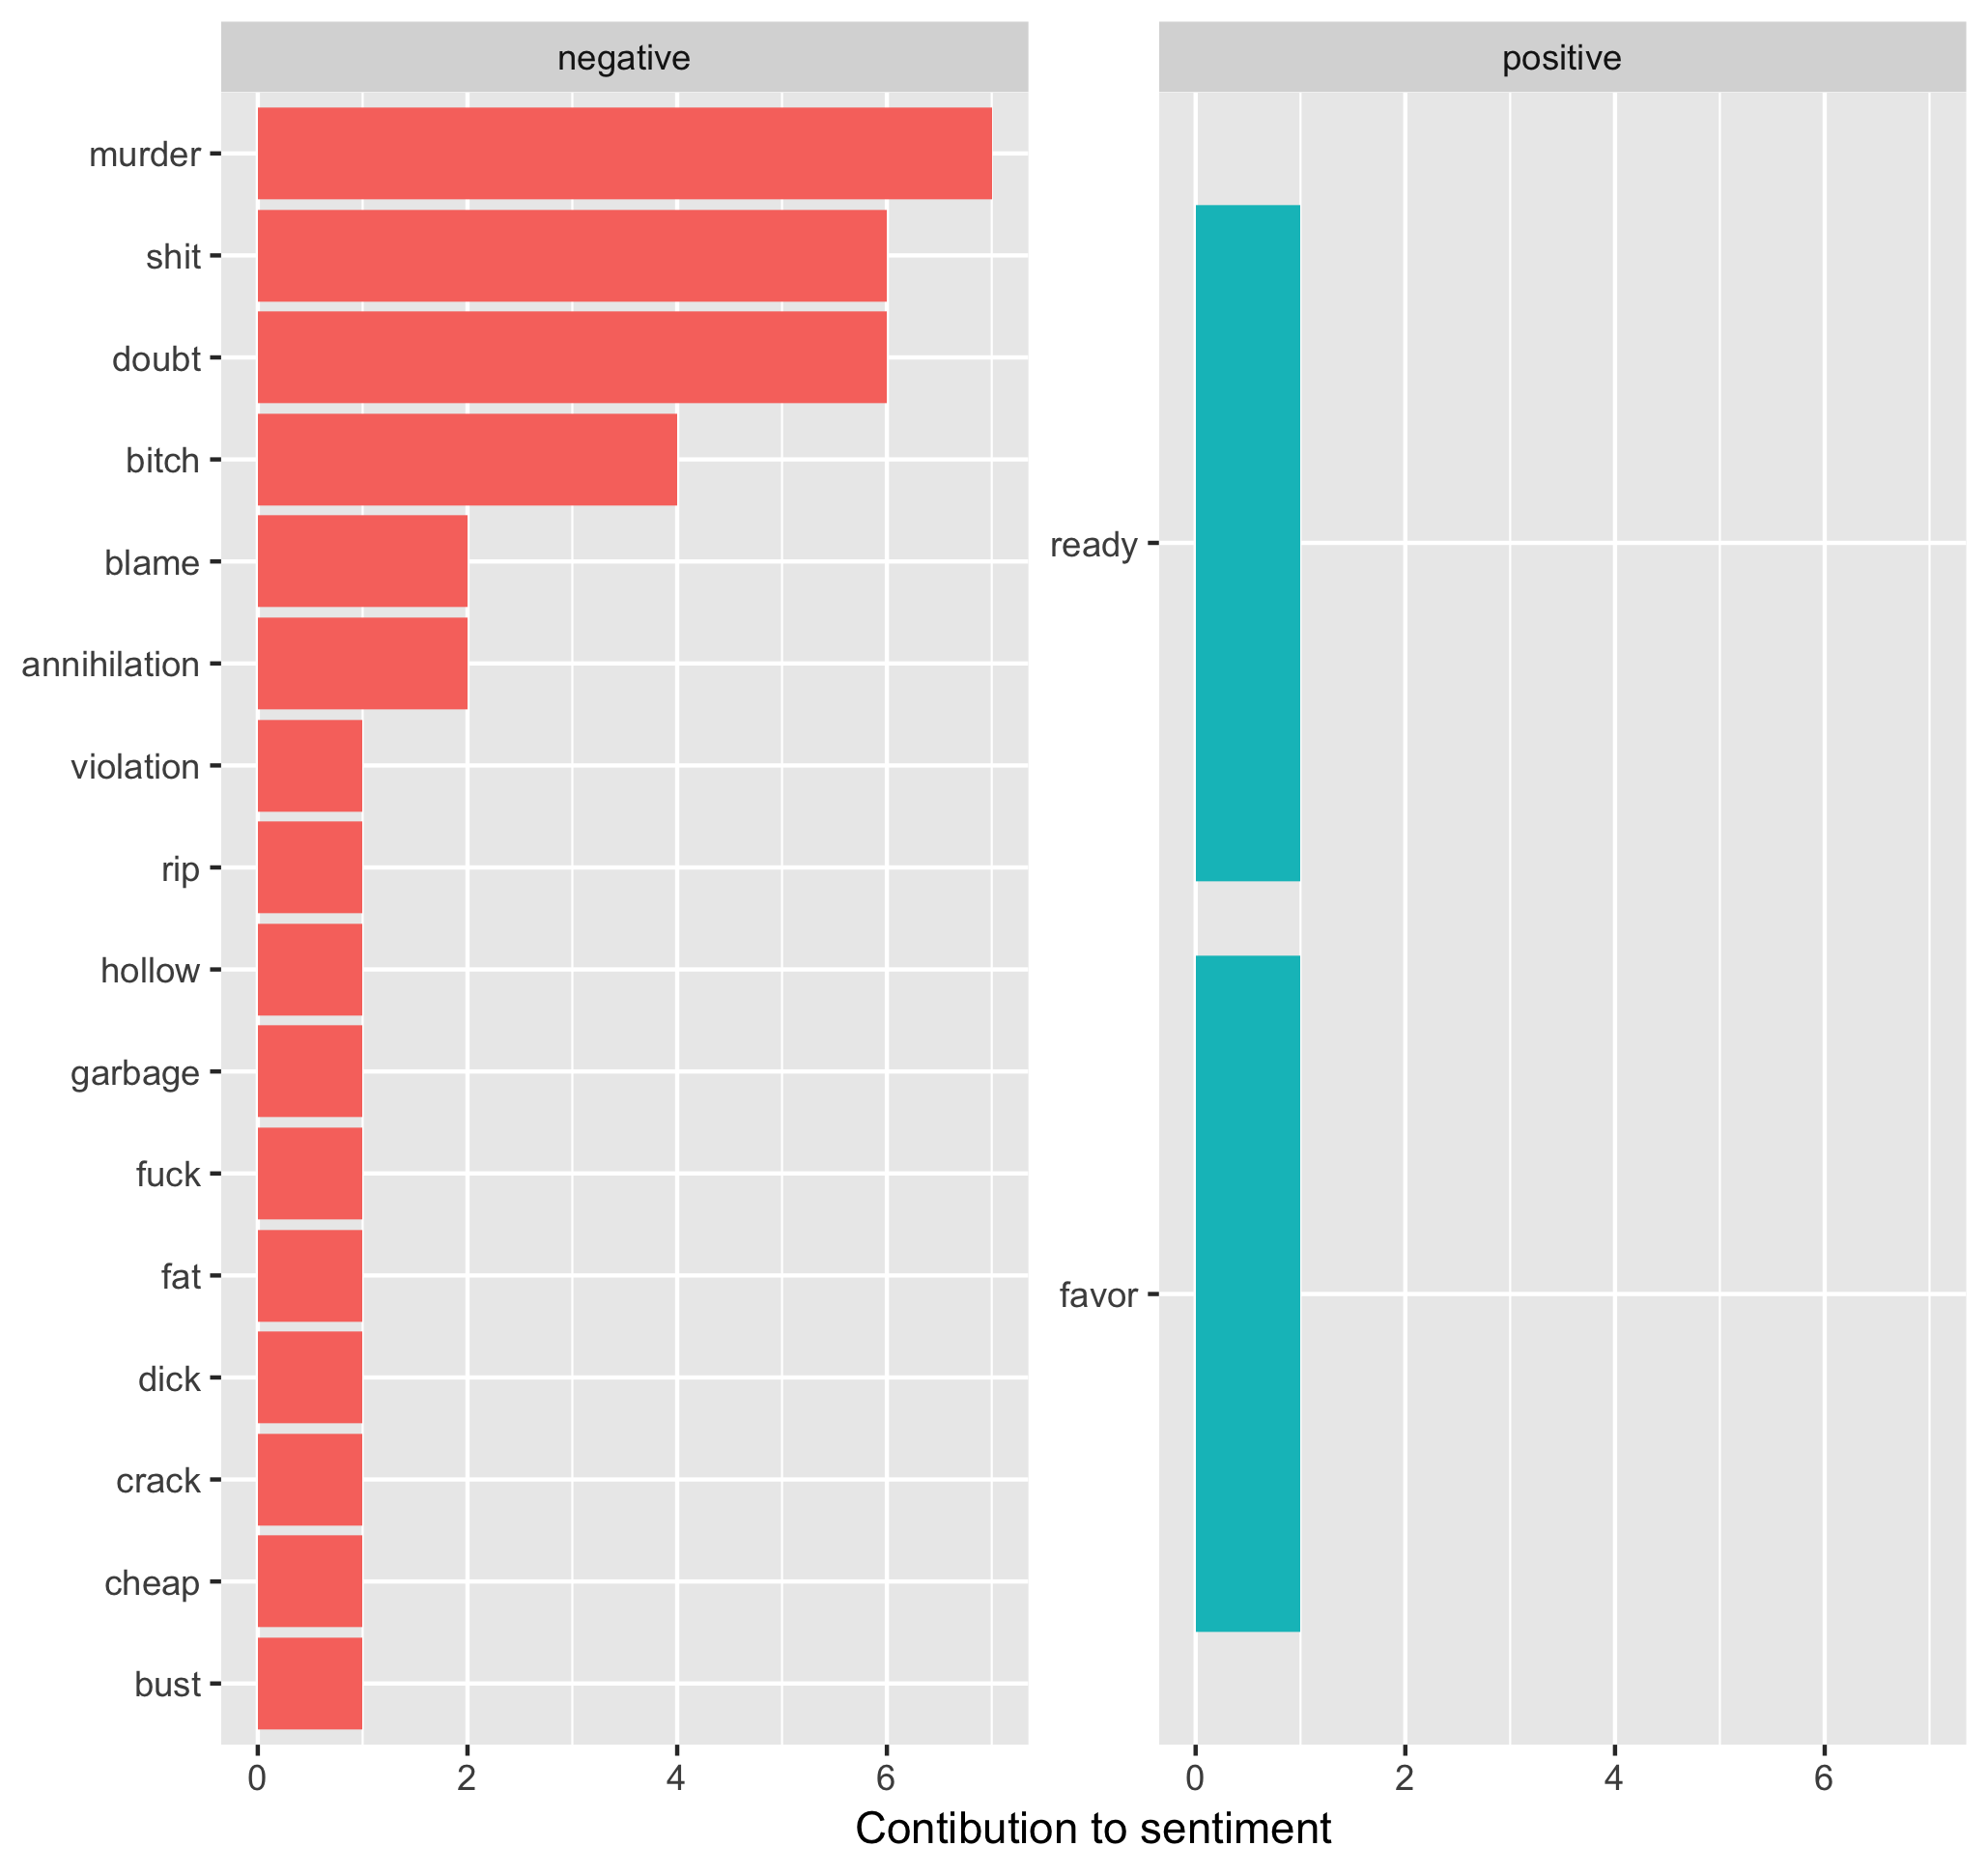 negative
positive
murder
shit
doubt
bitch
blame
annihilation
violation
rip
hollow
garbage
fuck
fat
dick
crack
cheap
bust
ready
favor
0 2 4 6
0 2 4 6
Contibution to sentiment